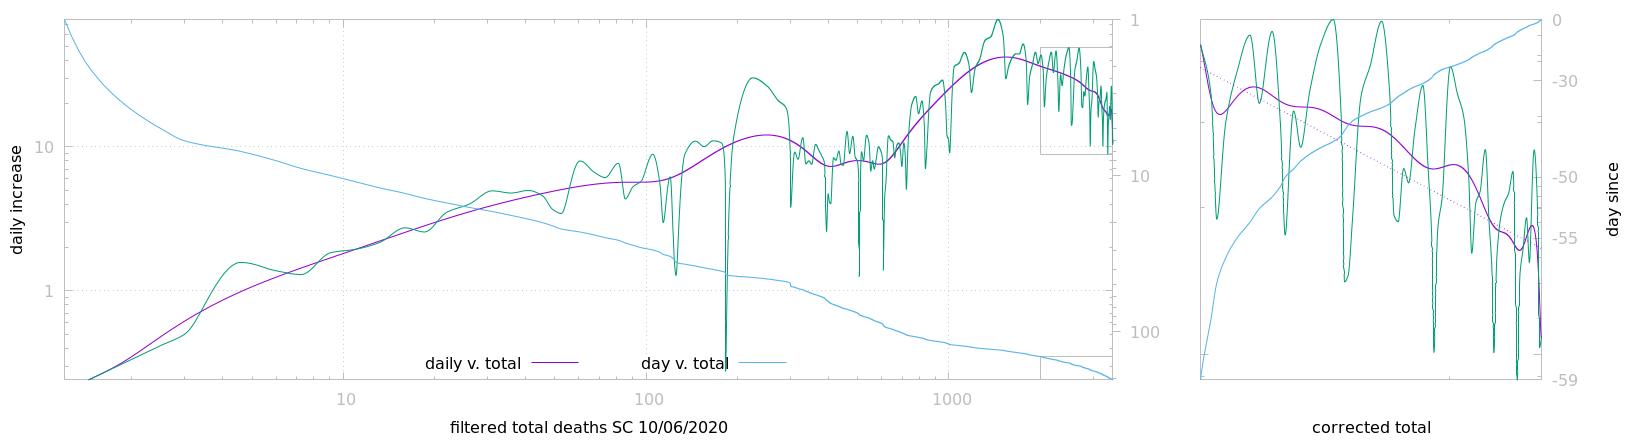 daily increase
10
1
daily v. total
day v. total
10
100
1000
1
10
100
filtered total deaths SC 10/06/2020
0
-30
-50
-55
-59
day since
corrected total